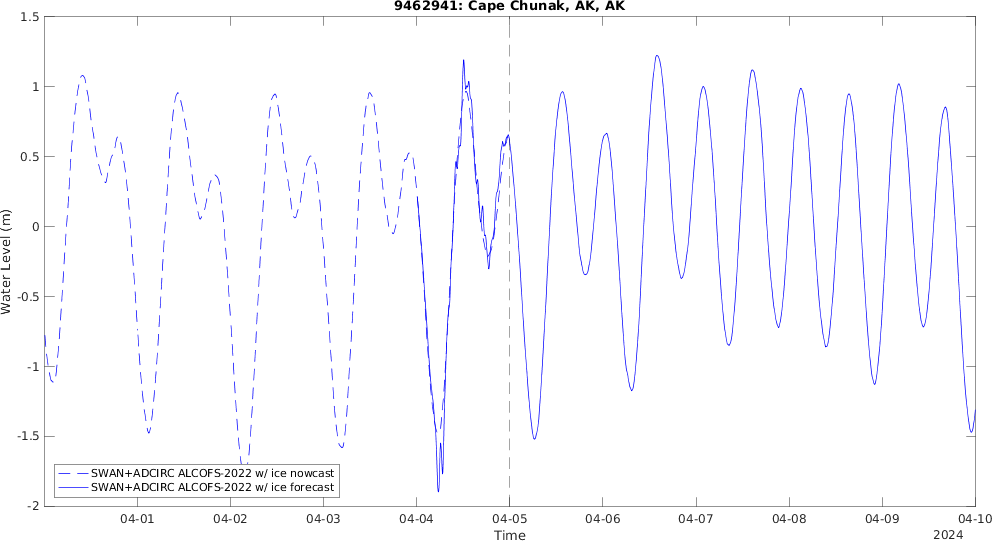 9462941: Cape Chunak, AK, AK
1.5
1
0.5
0
-0.5
-1
-1.5
-2
Water Level (m)
SWAN+ADCIRC ALCOFS-2022 w/ ice nowcast
SWAN+ADCIRC ALCOFS-2022 w/ ice forecast
04-01 04-02 04-03 04-04 04-05 04-06 04-07 04-08 04-09 04-10
Time
2024